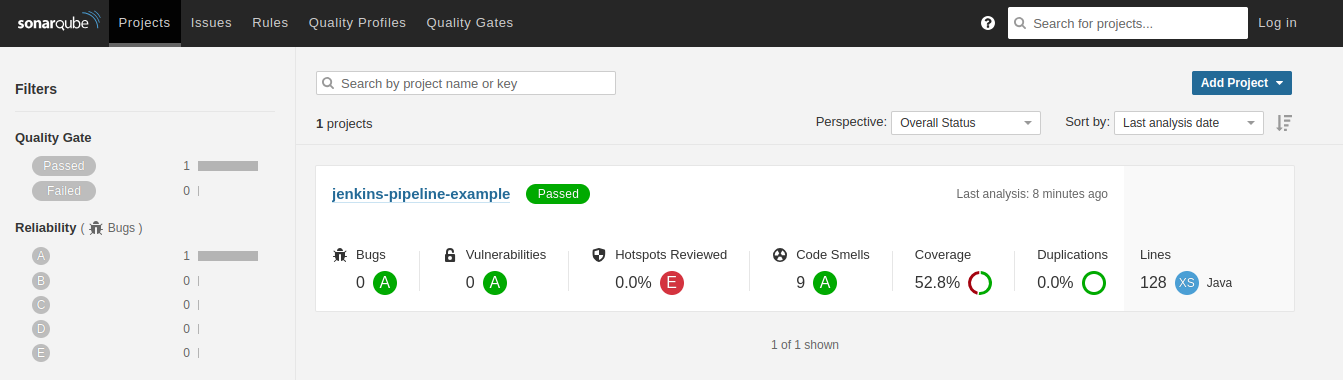 sonarqube Projects Issues Rules Quality Profiles Quality Gates ? Search for projects... Log in
Filters
Quality Gate
Passed 1
Failed 0
Reliability ( Bugs )
A 1
B 0
C 0
D 0
E 0
Search by project name or key Add Project
1 projects Perspective: Overall Status Sort by: Last analysis date
jenkins-pipeline-example Passed Last analysis: 8 minutes ago
Bugs Vulnerabilities Hotspots Reviewed Code Smells Coverage Duplications Lines
0 A 0 A 0.0% E 9 A 52.8% 0.0% 128 XS Java
1 of 1 shown